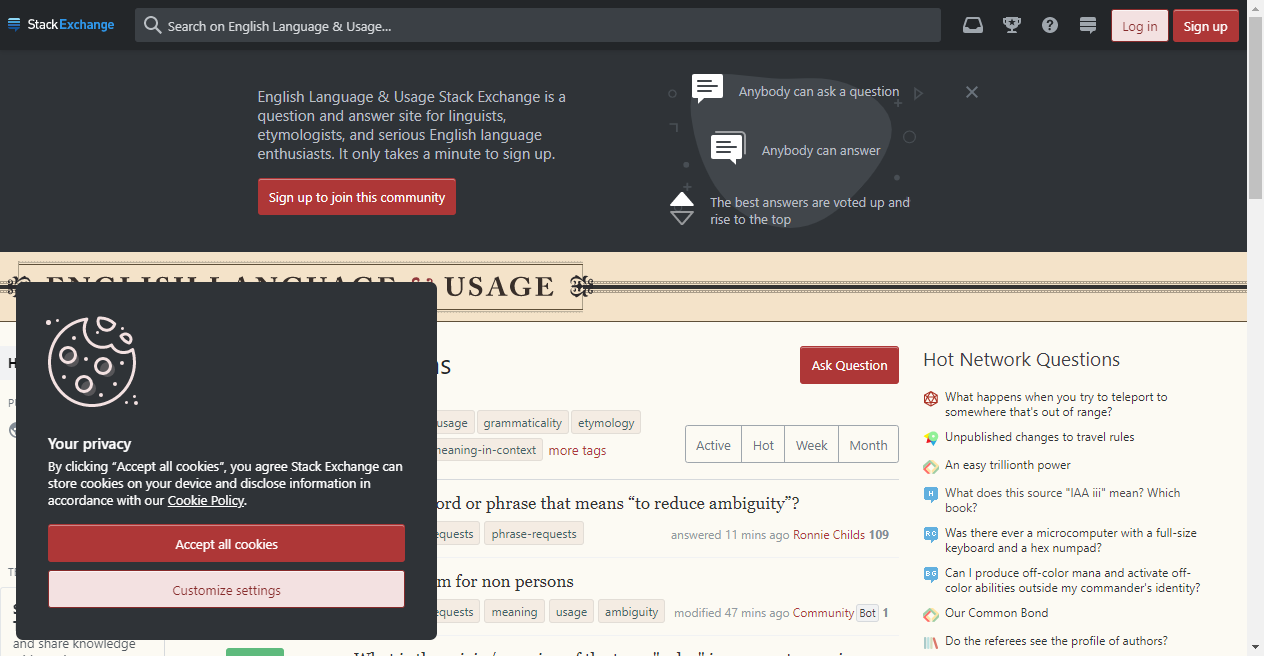 StackExchange
Search on English Language & Usage...
Log in
Sign up
English Language & Usage Stack Exchange is a
question and answer site for linguists,
etymologists, and serious English language
enthusiasts. It only takes a minute to sign up.
Sign up to join this community
Anybody can ask a question
Anybody can answer
The best answers are voted up and
rise to the top
ENGLISH LANGUAGE & USAGE
Your privacy
By clicking “Accept all cookies”, you agree Stack Exchange can
store cookies on your device and disclose information in
accordance with our Cookie Policy.
Accept all cookies
Customize settings
and share knowledge
Ask Question
grammaticality
etymology
more tags
Active
Hot
Week
Month
or phrase that means “to reduce ambiguity”?
phrase-requests
answered 11 mins ago Ronnie Childs 109
for non persons
meaning
usage
ambiguity
modified 47 mins ago Community Bot 1
Hot Network Questions
What happens when you try to teleport to
somewhere that's out of range?
Unpublished changes to travel rules
An easy trillionth power
What does this source "IAA iii" mean? Which
book?
Was there ever a microcomputer with a full-size
keyboard and a hex numpad?
Can I produce off-color mana and activate off-
color abilities outside my commander's identity?
Our Common Bond
Do the referees see the profile of authors?